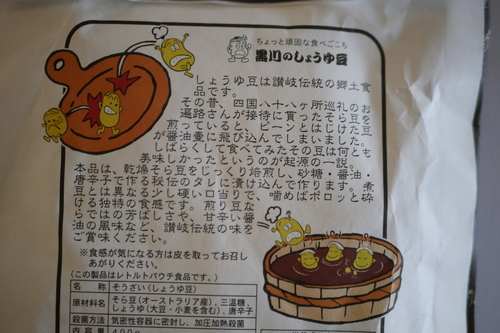 ちょっと頑固な食べごこち
黒川のしょうゆ豆
しょうゆ豆は讃岐伝統の郷土食
品です。
その昔、四国八十八ヶ所巡礼のお
遍路さんが接待に貰ったそら豆を
煎っていると、ピーンとはじけた豆
が醤油壷に飛び込んでしまいました。
しばらくして食べてみたその豆は何とも
美味しかったというのが起源の一説。
本品は、乾燥そら豆をじっくり焙煎し、砂糖・醤油・
唐辛子で作る秘伝のタレに漬け込んで作ります。煮
豆とは異なる少し硬い口当りで、噛めばポロッと砕
ける独特の食感です。煎り豆な
らではの芳ばしさや、甘辛い醤
油の風味など、讃岐伝統の味を
ご賞味ください。
※食感が気になる方は皮を取ってお召し
あがりください。
(この製品はレトルトパウチ食品です。)
名称 そうざい(しょうゆ豆)
原材料名 そら豆(オーストラリア産)、三温糖、
しょうゆ(大豆・小麦を含む)、唐辛子
殺菌方法 気密性容器に密封し、加圧加熱殺菌
内容量 400g